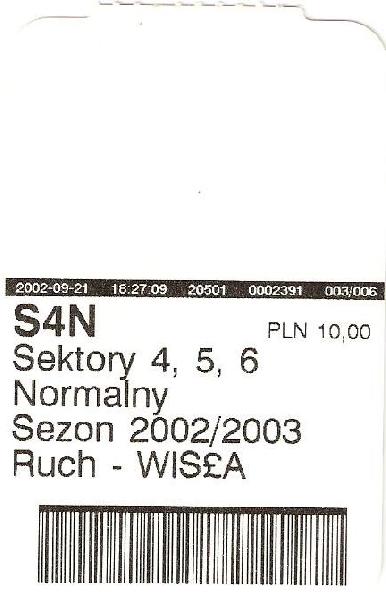 2002-09-21 18:27:09 20501 0002391 003/006
S4N PLN 10,00
Sektory 4, 5, 6
Normalny
Sezon 2002/2003
Ruch - WIS£A